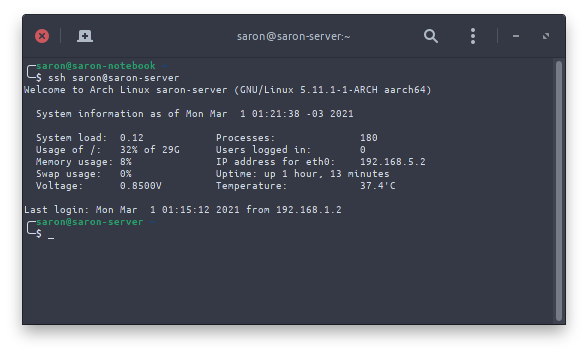 saron@saron-server:~
saron@saron-notebook ~
$ ssh saron@saron-server
Welcome to Arch Linux saron-server (GNU/Linux 5.11.1-1-ARCH aarch64)
System information as of Mon Mar  1 01:21:38 -03 2021
System load:  0.12 Processes: 180
Usage of /:   32% of 29G Users logged in: 0
Memory usage: 8% IP address for eth0: 192.168.5.2
Swap usage:   0% Uptime: up 1 hour, 13 minutes
Voltage: 0.8500V Temperature: 37.4'C
Last login: Mon Mar  1 01:15:12 2021 from 192.168.1.2
saron@saron-server ~
$ _